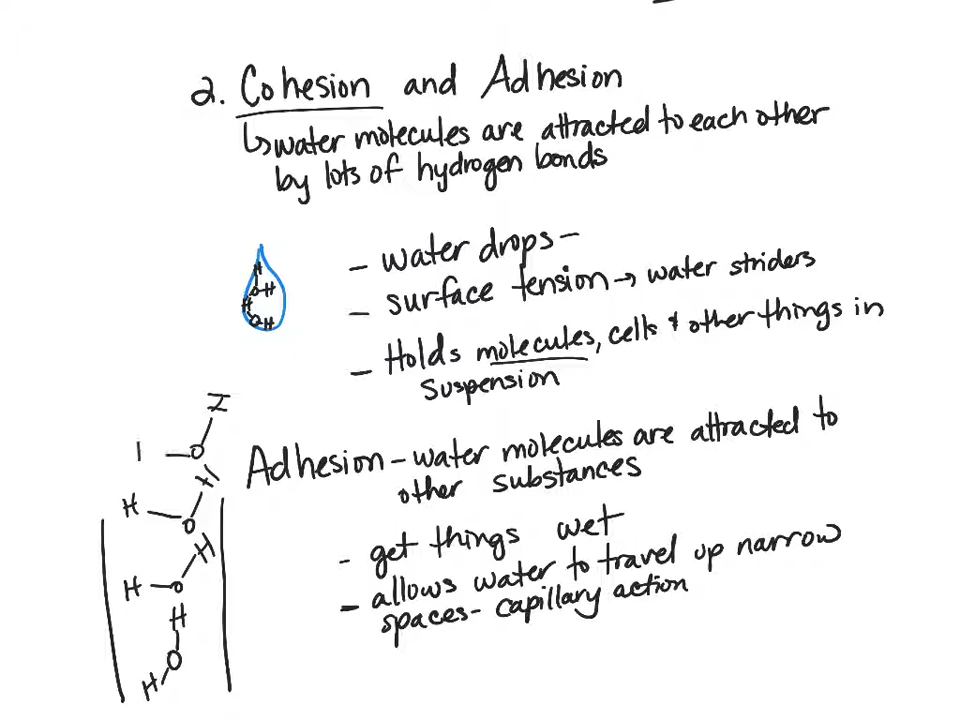 2. Cohesion and Adhesion
↳ water molecules are attracted to each other
by lots of hydrogen bonds
- water drops -
- surface tension → water striders
- Holds molecules, cells & other things in
suspension
H
O-H
H
OH
H
I O
H
H O
H
H O
H
O
H
Adhesion - water molecules are attracted to
other substances
- get things wet
- allows water to travel up narrow
spaces - capillary action